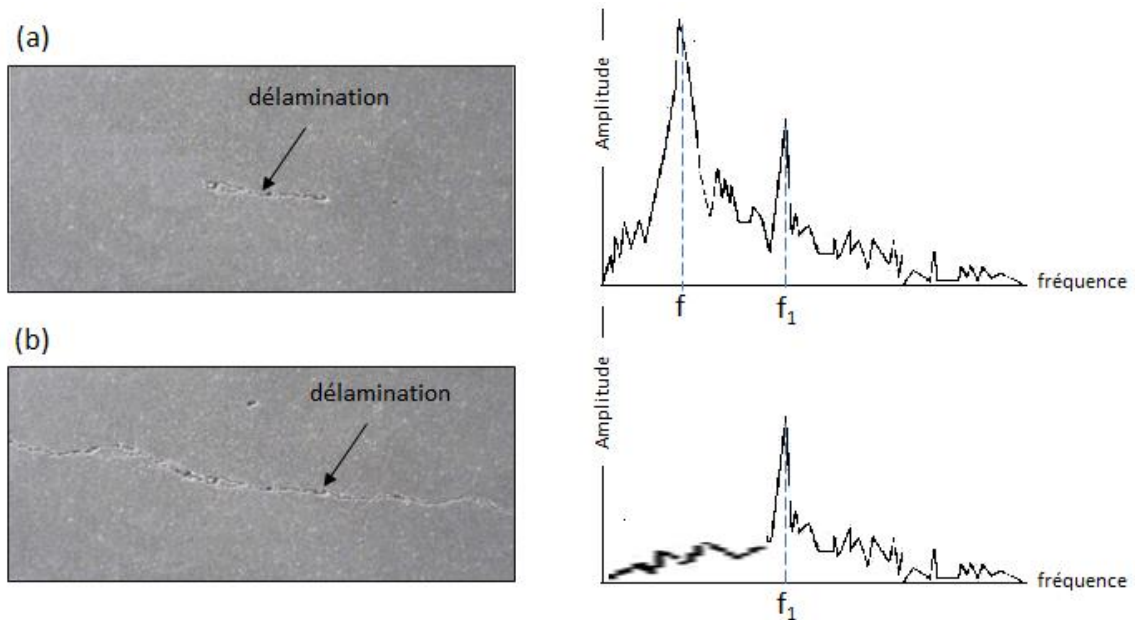 (a)
délamination
Amplitude
fréquence
f
f₁
(b)
délamination
Amplitude
fréquence
f₁